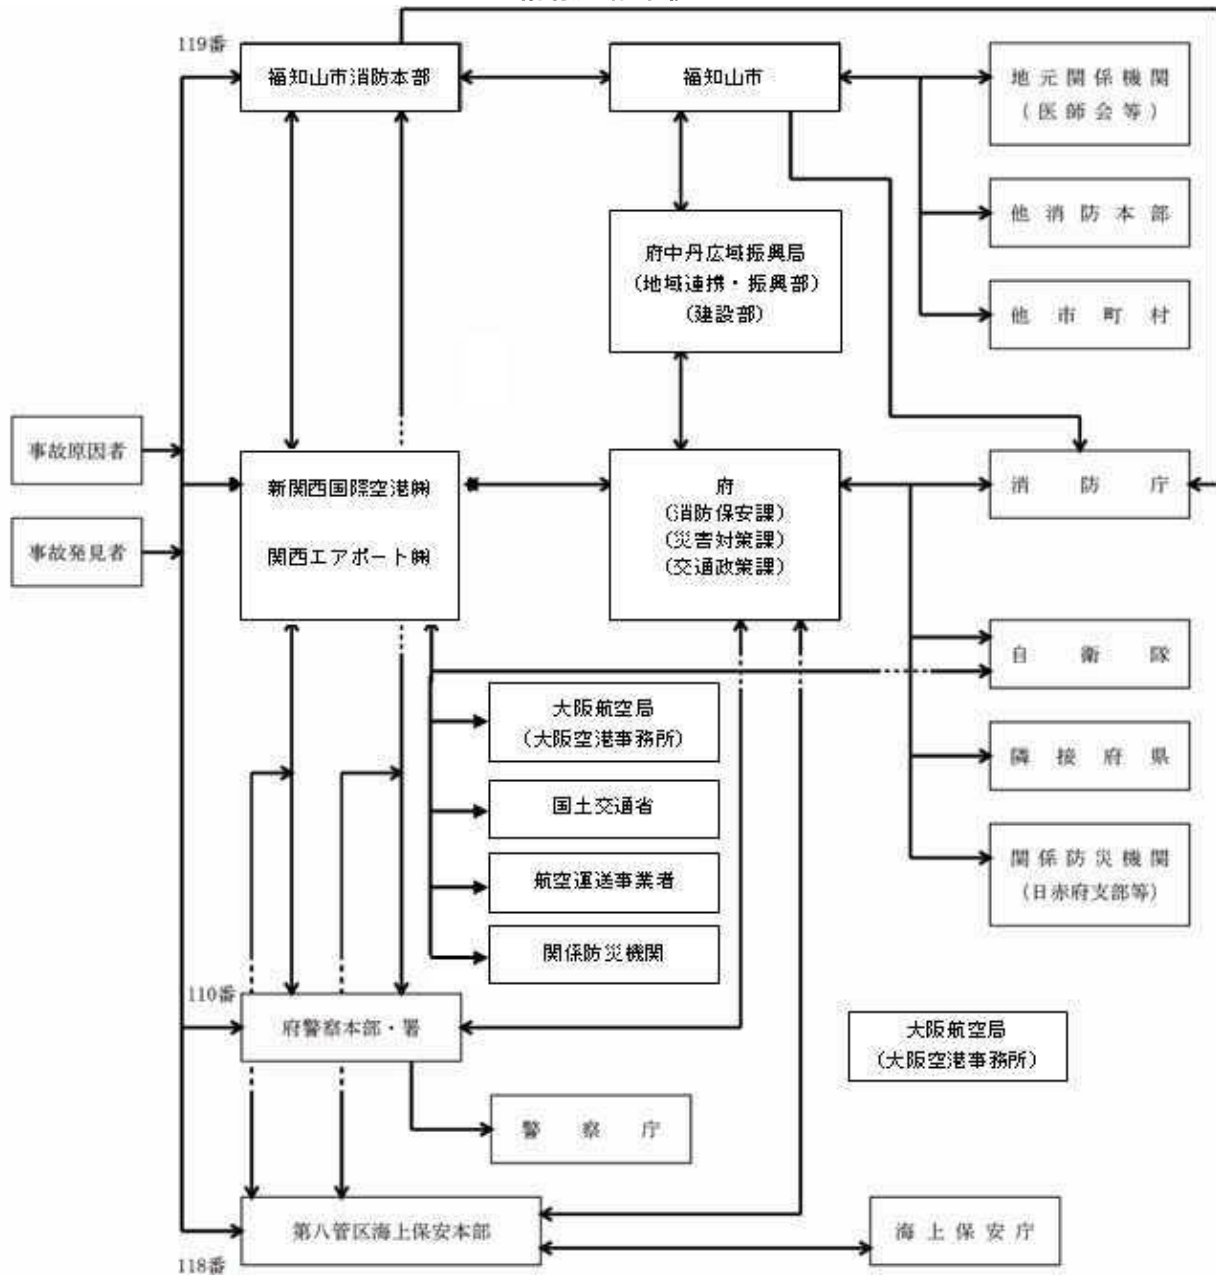 119番
福知山市消防本部
福知山市
地元関係機関
(医師会等)
他消防本部
府中丹広域振興局
(地域連携・振興部)
(建設部)
他市町村
事故原因者
事故発見者
新関西国際空港㈱
関西エアポート㈱
府
(消防保安課)
(災害対策課)
(交通政策課)
消防庁
自衛隊
大阪航空局
(大阪空港事務所)
隣接府県
国土交通省
関係防災機関
(日赤府支部等)
航空運送事業者
関係防災機関
110番
府警察本部・署
大阪航空局
(大阪空港事務所)
警察庁
第八管区海上保安本部
海上保安庁
118番